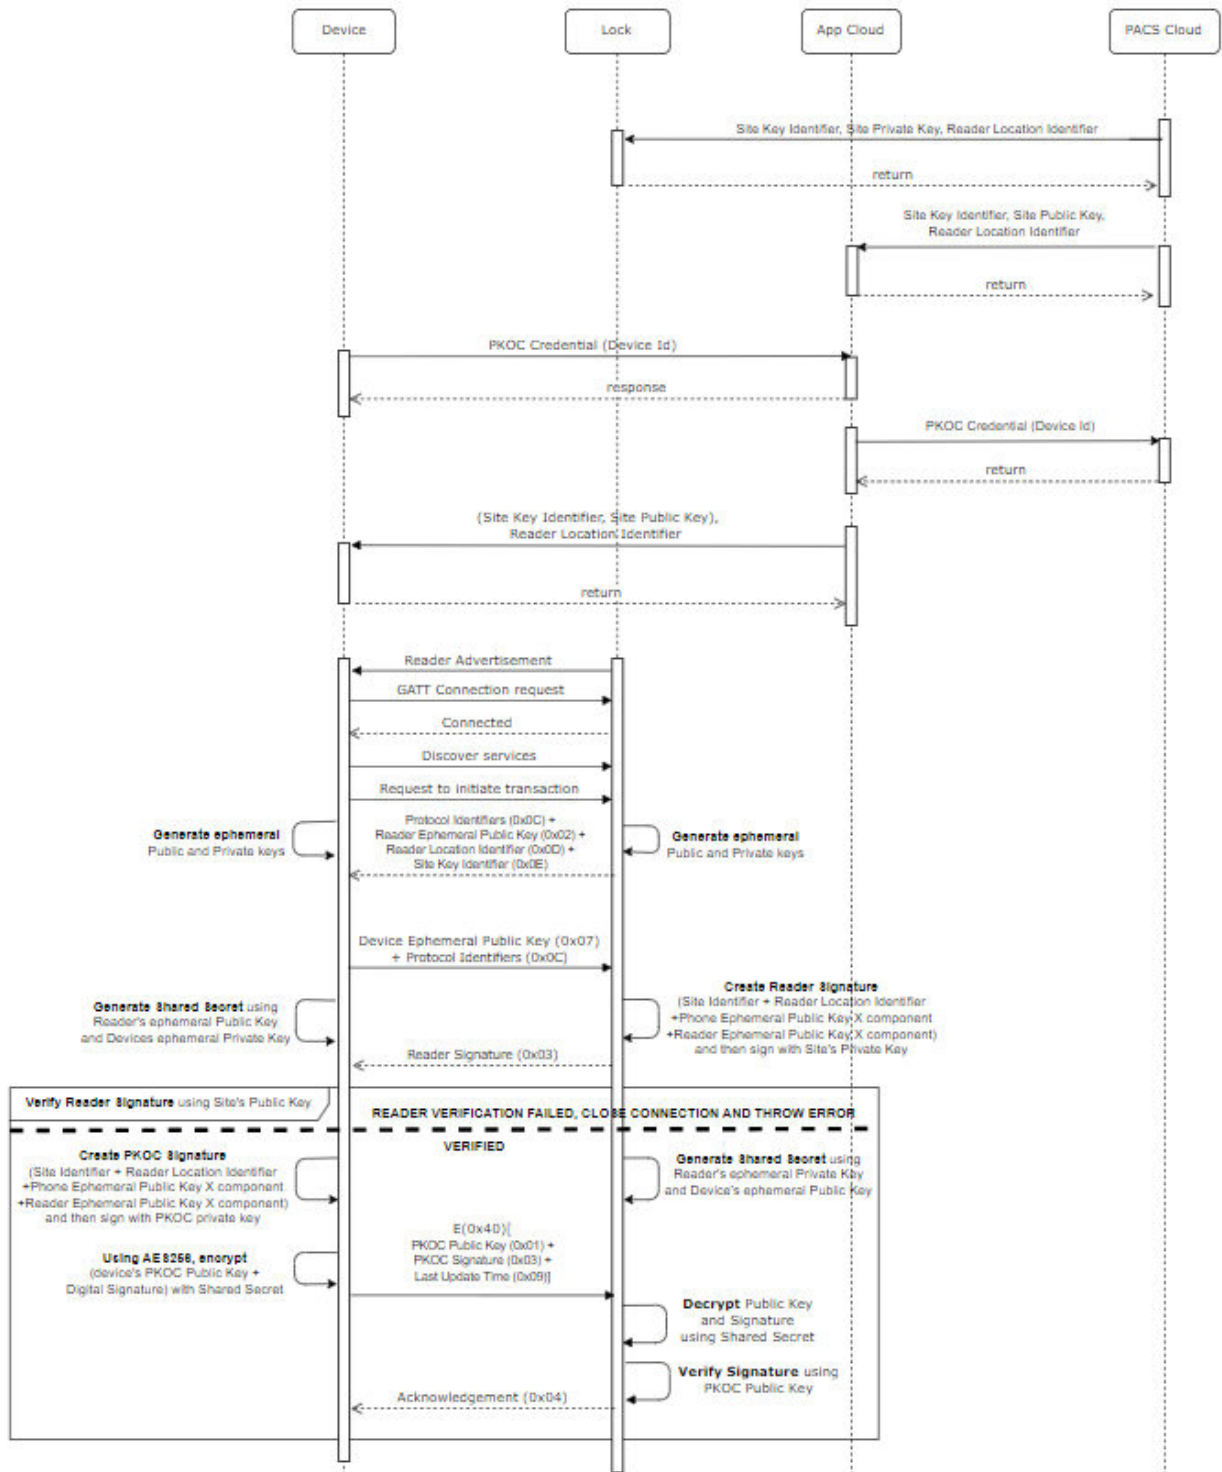 Device
Lock
App Cloud
PACS Cloud
Site Key Identifier, Site Private Key, Reader Location Identifier
return
Site Key Identifier, Site Public Key,
Reader Location Identifier
return
PKOC Credential (Device Id)
response
PKOC Credential (Device Id)
return
(Site Key Identifier, Site Public Key),
Reader Location Identifier
return
Reader Advertisement
GATT Connection request
Connected
Discover services
Request to initiate transaction
Generate ephemeral
Public and Private keys
Protocol Identifiers (0x0C) +
Reader Ephemeral Public Key (0x02) +
Reader Location Identifier (0x0D) +
Site Key Identifier (0x0E)
Generate ephemeral
Public and Private keys
Device Ephemeral Public Key (0x07)
+ Protocol Identifiers (0x0C)
Generate Shared Secret using
Reader's ephemeral Public Key
and Devices ephemeral Private Key
Create Reader Signature
(Site Identifier + Reader Location Identifier
+Phone Ephemeral Public Key X component
+Reader Ephemeral Public Key X component)
and then sign with Site's Private Key
Reader Signature (0x03)
Verify Reader Signature using Site's Public Key
READER VERIFICATION FAILED, CLOSE CONNECTION AND THROW ERROR
VERIFIED
Create PKOC Signature
(Site Identifier + Reader Location Identifier
+Phone Ephemeral Public Key X component
+Reader Ephemeral Public Key X component)
and then sign with PKOC private key
Generate Shared Secret using
Reader's ephemeral Private Key
and Device's ephemeral Public Key
Using AES256, encrypt
(device's PKOC Public Key +
Digital Signature) with Shared Secret
E(0x40)[
PKOC Public Key (0x01) +
PKOC Signature (0x03) +
Last Update Time (0x09)]
Decrypt Public Key
and Signature
using Shared Secret
Verify Signature using
PKOC Public Key
Acknowledgement (0x04)